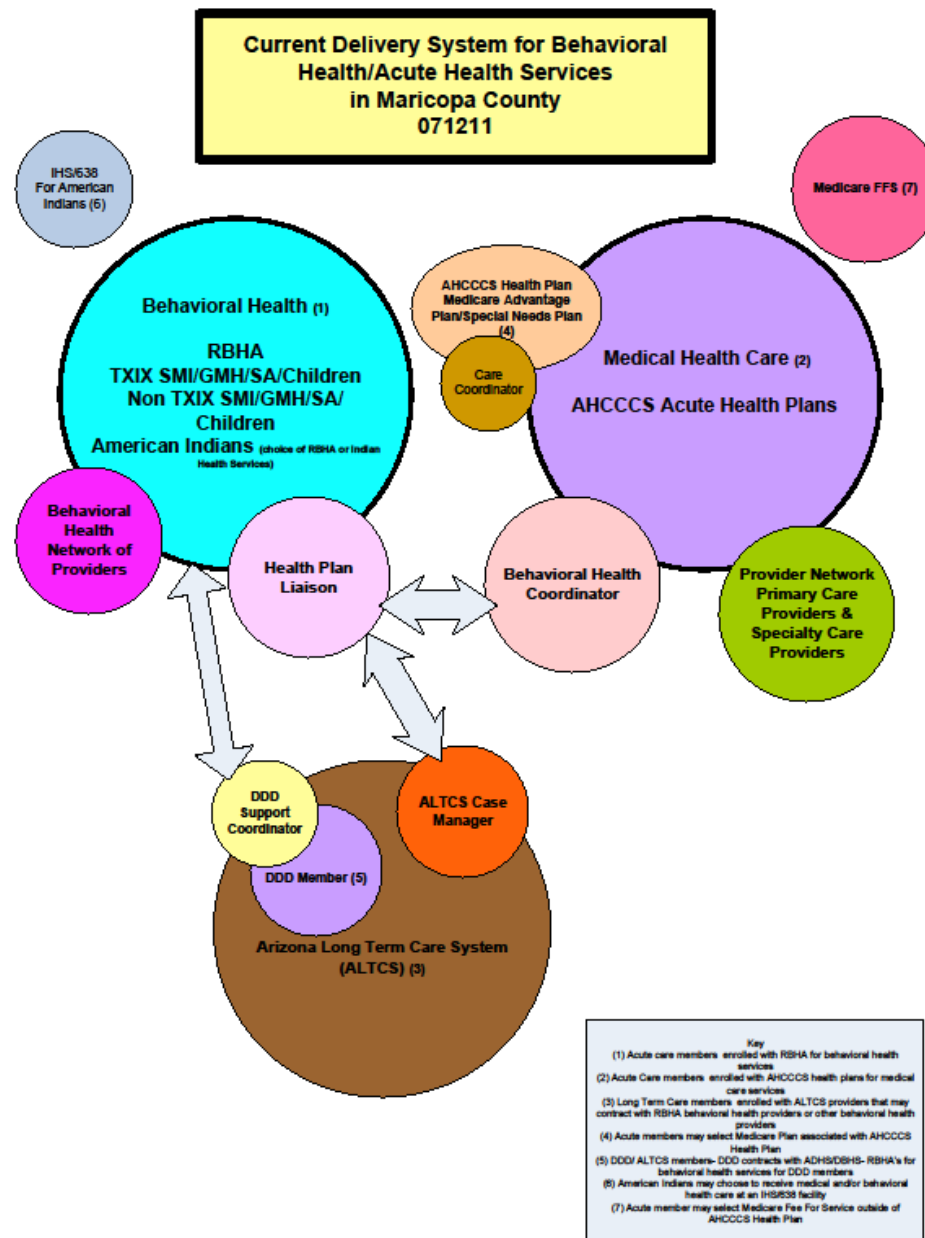 Current Delivery System for Behavioral
Health/Acute Health Services
in Maricopa County
071211
IHS/638
For American
Indians (6)
Medicare FFS (7)
Behavioral Health (1)
RBHA
TXIX SMI/GMH/SA/Children
Non TXIX SMI/GMH/SA/
Children
American Indians (choice of RBHA or Indian
Health Services)
AHCCCS Health Plan
Medicare Advantage
Plan/Special Needs Plan
(4)
Care
Coordinator
Medical Health Care (2)
AHCCCS Acute Health Plans
Behavioral
Health
Network of
Providers
Health Plan
Liaison
Behavioral Health
Coordinator
Provider Network
Primary Care
Providers &
Specialty Care
Providers
DDD
Support
Coordinator
ALTCS Case
Manager
DDD Member (5)
Arizona Long Term Care System
(ALTCS) (3)
Key
(1) Acute care members enrolled with RBHA for behavioral health
services
(2) Acute Care members enrolled with AHCCCS health plans for medical
care services
(3) Long Term Care members enrolled with ALTCS providers that may
contract with RBHA behavioral health providers or other behavioral health
providers
(4) Acute members may select Medicare Plan associated with AHCCCS
Health Plan
(5) DDD/ ALTCS members- DDD contracts with ADHS/DBHS- RBHA's for
behavioral health services for DDD members
(6) American Indians may choose to receive medical and/or behavioral
health care at an IHS/638 facility
(7) Acute member may select Medicare Fee For Service outside of
AHCCCS Health Plan